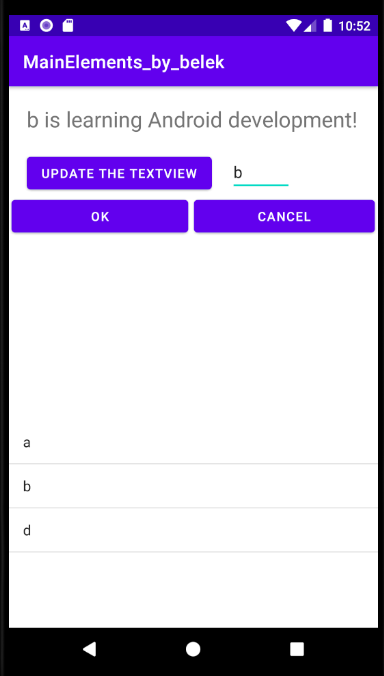 10:52
MainElements_by_belek
b is learning Android development!
UPDATE THE TEXTVIEW b
OK CANCEL
a
b
d